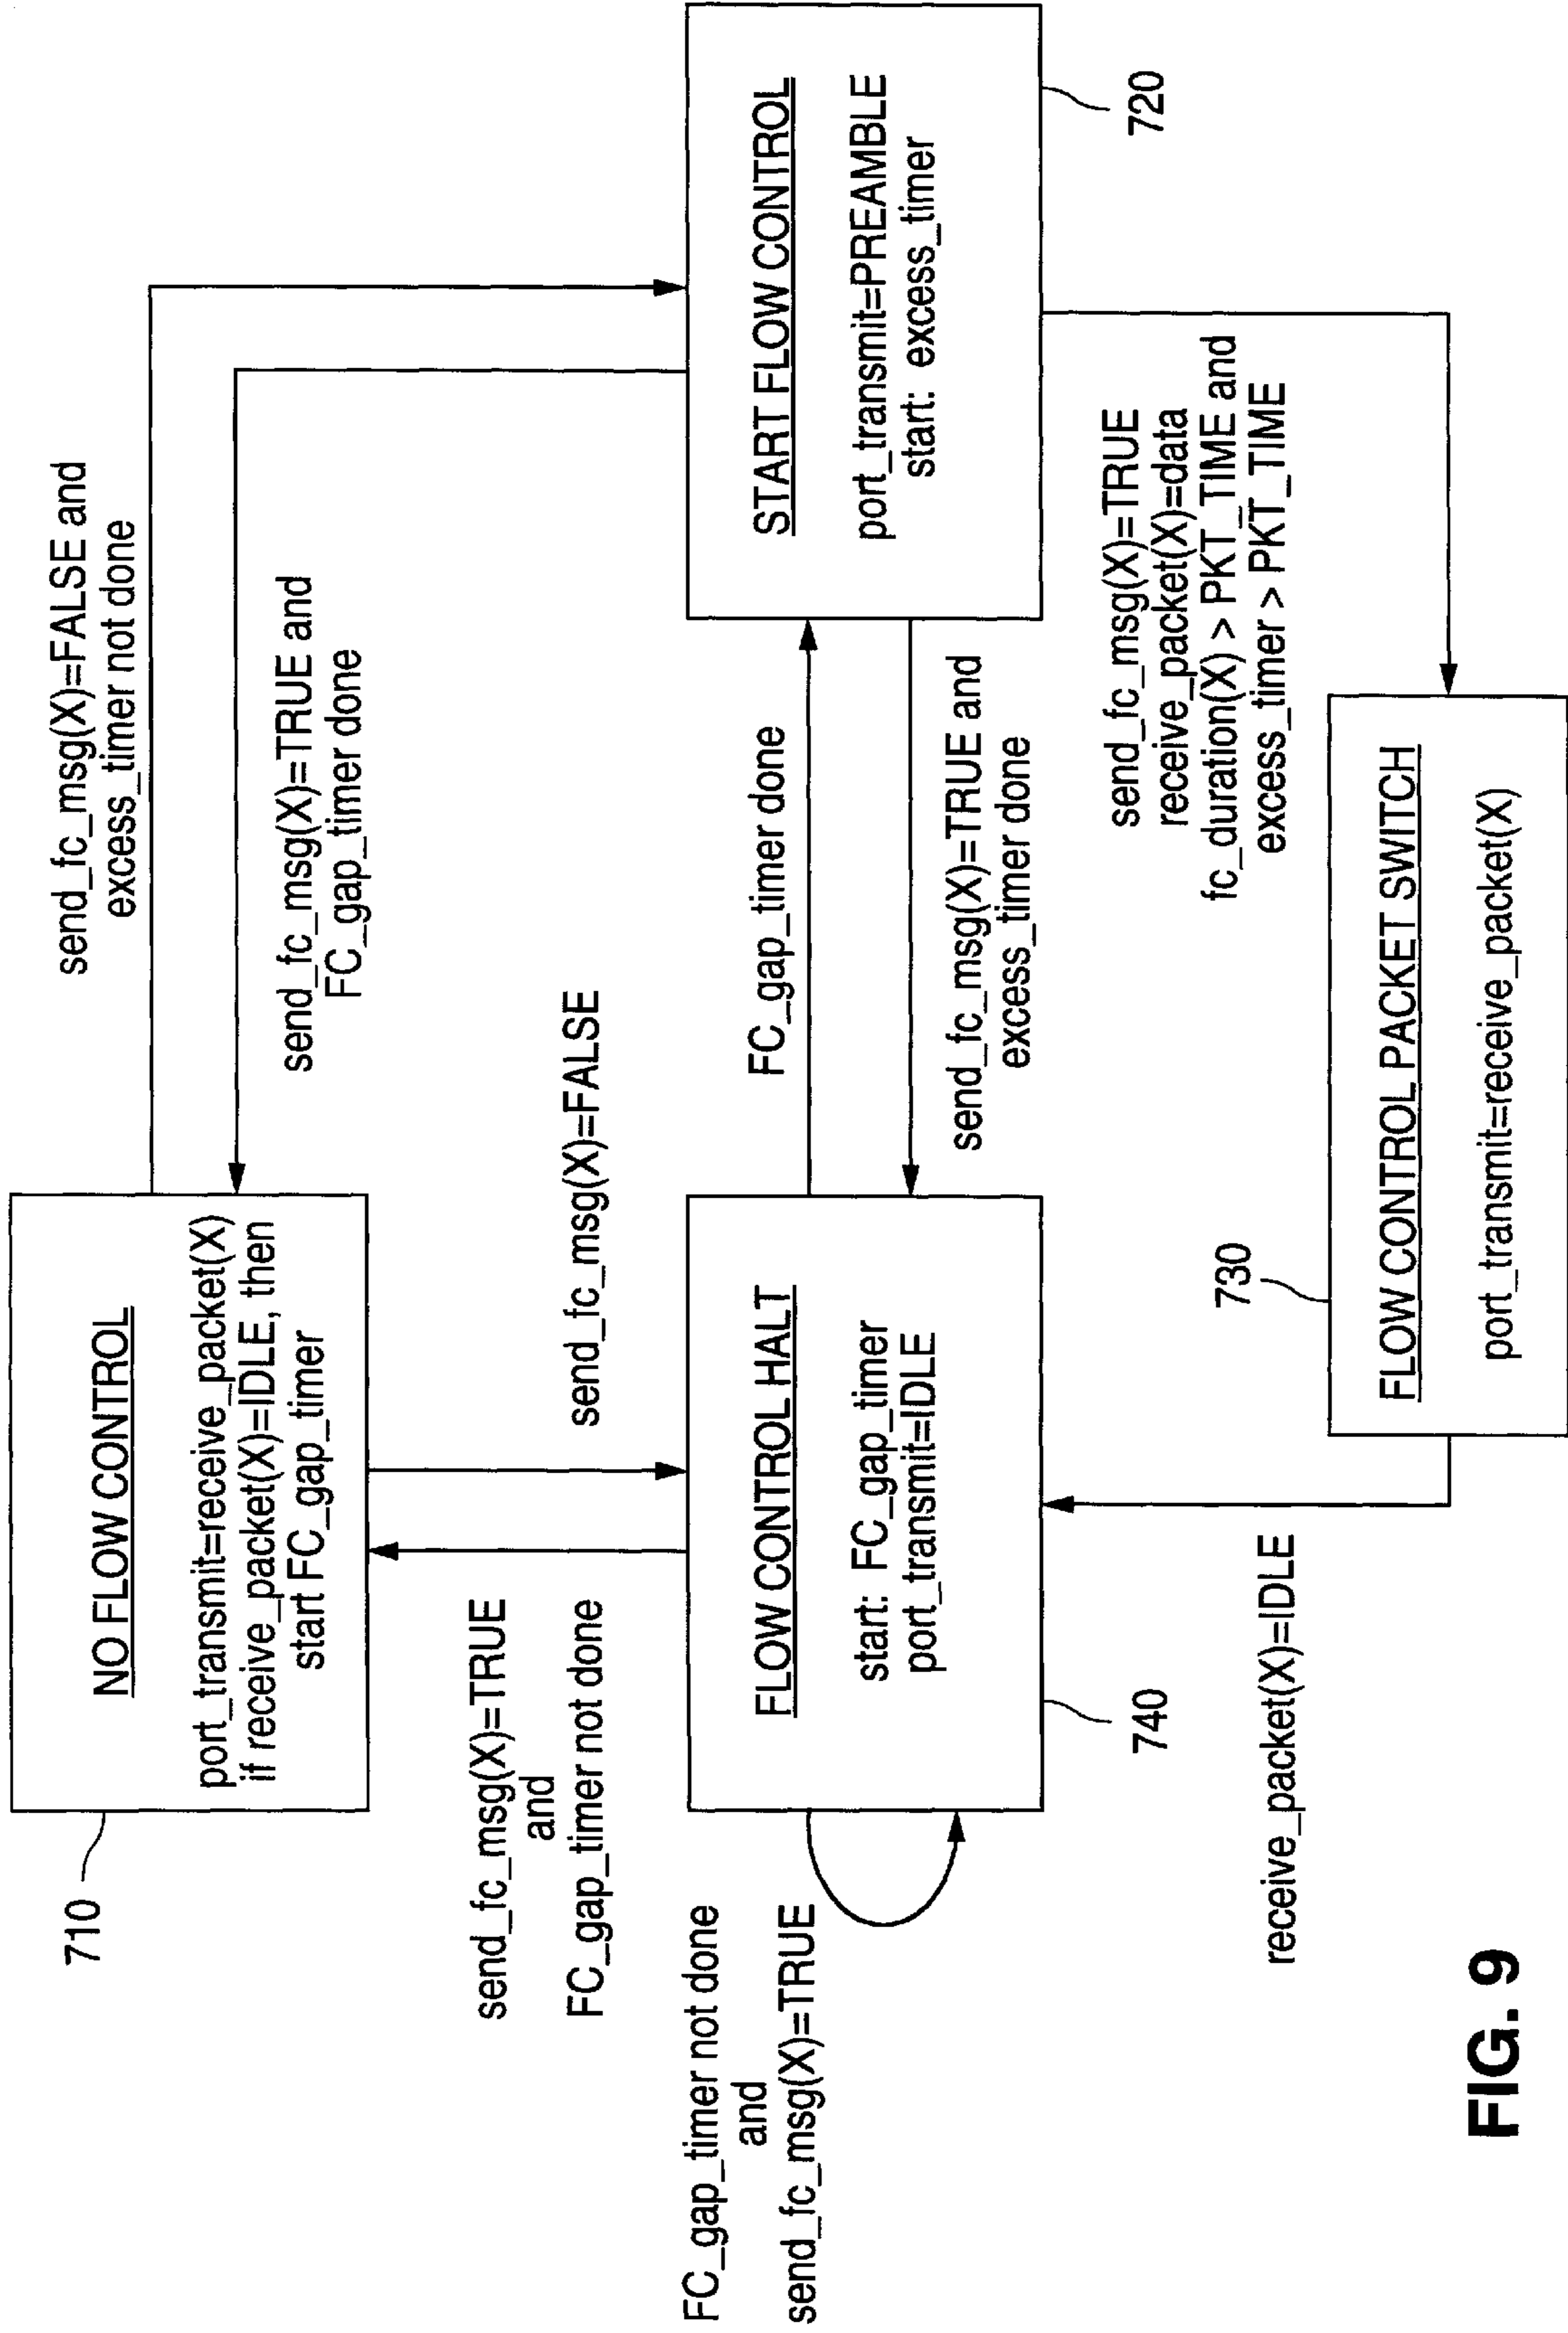 710
NO FLOW CONTROL
port_transmit=receive_packet(X)
if receive_packet(X)=IDLE, then
start FC_gap_timer
send_fc_msg(X)=FALSE and
excess_timer not done
send_fc_msg(X)=TRUE and
FC_gap_timer done
send_fc_msg(X)=TRUE
and
FC_gap_timer not done
send_fc_msg(X)=FALSE
START FLOW CONTROL
port_transmit=PREAMBLE
start: excess_timer
720
FC_gap_timer not done
and
send_fc_msg(X)=TRUE
FLOW CONTROL HALT
start: FC_gap_timer
port_transmit=IDLE
740
FC_gap_timer done
send_fc_msg(X)=TRUE and
excess_timer done
send_fc_msg(X)=TRUE
receive_packet(X)=data
fc_duration(X) > PKT_TIME and
excess_timer > PKT_TIME
receive_packet(X)=IDLE
730
FLOW CONTROL PACKET SWITCH
port_transmit=receive_packet(X)
FIG. 9